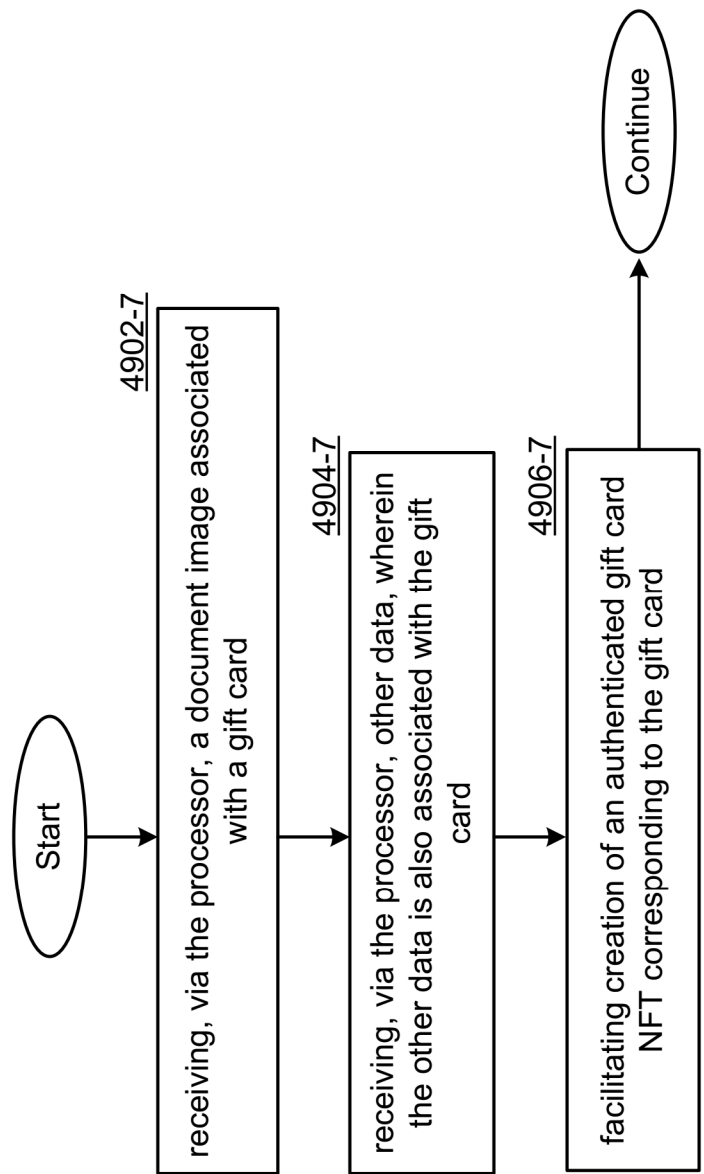 Start
4902-7
receiving, via the processor, a document image associated
with a gift card
4904-7
receiving, via the processor, other data, wherein
the other data is also associated with the gift
card
4906-7
facilitating creation of an authenticated gift card
NFT corresponding to the gift card
Continue